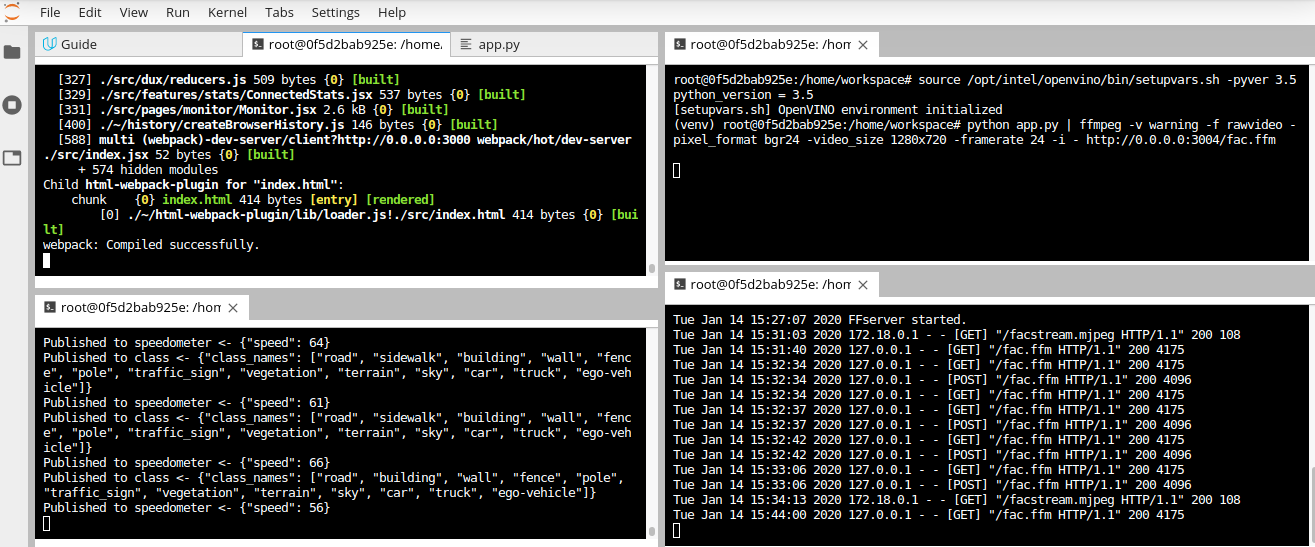 File Edit View Run Kernel Tabs Settings Help
Guide
root@0f5d2bab925e: /home.
app.py
[327] ./src/dux/reducers.js 509 bytes {0} [built]
[329] ./src/features/stats/ConnectedStats.jsx 537 bytes {0} [built]
[331] ./src/pages/monitor/Monitor.jsx 2.6 kB {0} [built]
[400] ./~/history/createBrowserHistory.js 146 bytes {0} [built]
[588] multi (webpack)-dev-server/client?http://0.0.0.0:3000 webpack/hot/dev-server
./src/index.jsx 52 bytes {0} [built]
+ 574 hidden modules
Child html-webpack-plugin for "index.html":
chunk {0} index.html 414 bytes [entry] [rendered]
[0] ./~/html-webpack-plugin/lib/loader.js!./src/index.html 414 bytes {0} [bui
lt]
webpack: Compiled successfully.
root@0f5d2bab925e: /hom
Published to speedometer <- {"speed": 64}
Published to class <- {"class_names": ["road", "sidewalk", "building", "wall", "fenc
e", "pole", "traffic_sign", "vegetation", "terrain", "sky", "car", "truck", "ego-veh
icle"]}
Published to speedometer <- {"speed": 61}
Published to class <- {"class_names": ["road", "sidewalk", "building", "wall", "fenc
e", "pole", "traffic_sign", "vegetation", "terrain", "sky", "car", "truck", "ego-veh
icle"]}
Published to speedometer <- {"speed": 66}
Published to class <- {"class_names": ["road", "building", "wall", "fence", "pole",
"traffic_sign", "vegetation", "terrain", "sky", "car", "truck", "ego-vehicle"]}
Published to speedometer <- {"speed": 56}
root@0f5d2bab925e: /hom
root@0f5d2bab925e:/home/workspace# source /opt/intel/openvino/bin/setupvars.sh -pyver 3.5
python_version = 3.5
[setupvars.sh] OpenVINO environment initialized
(venv) root@0f5d2bab925e:/home/workspace# python app.py | ffmpeg -v warning -f rawvideo -
pixel_format bgr24 -video_size 1280x720 -framerate 24 -i - http://0.0.0.0:3004/fac.ffm
root@0f5d2bab925e: /hom
Tue Jan 14 15:27:07 2020 FFserver started.
Tue Jan 14 15:31:03 2020 172.18.0.1 - - [GET] "/facstream.mjpeg HTTP/1.1" 200 108
Tue Jan 14 15:31:40 2020 127.0.0.1 - - [GET] "/fac.ffm HTTP/1.1" 200 4175
Tue Jan 14 15:32:34 2020 127.0.0.1 - - [GET] "/fac.ffm HTTP/1.1" 200 4175
Tue Jan 14 15:32:34 2020 127.0.0.1 - - [POST] "/fac.ffm HTTP/1.1" 200 4096
Tue Jan 14 15:32:34 2020 127.0.0.1 - - [GET] "/fac.ffm HTTP/1.1" 200 4175
Tue Jan 14 15:32:37 2020 127.0.0.1 - - [GET] "/fac.ffm HTTP/1.1" 200 4175
Tue Jan 14 15:32:37 2020 127.0.0.1 - - [POST] "/fac.ffm HTTP/1.1" 200 4096
Tue Jan 14 15:32:42 2020 127.0.0.1 - - [GET] "/fac.ffm HTTP/1.1" 200 4175
Tue Jan 14 15:32:42 2020 127.0.0.1 - - [POST] "/fac.ffm HTTP/1.1" 200 4096
Tue Jan 14 15:33:06 2020 127.0.0.1 - - [GET] "/fac.ffm HTTP/1.1" 200 4175
Tue Jan 14 15:33:06 2020 127.0.0.1 - - [POST] "/fac.ffm HTTP/1.1" 200 4096
Tue Jan 14 15:34:13 2020 172.18.0.1 - - [GET] "/facstream.mjpeg HTTP/1.1" 200 108
Tue Jan 14 15:44:00 2020 127.0.0.1 - - [GET] "/fac.ffm HTTP/1.1" 200 4175